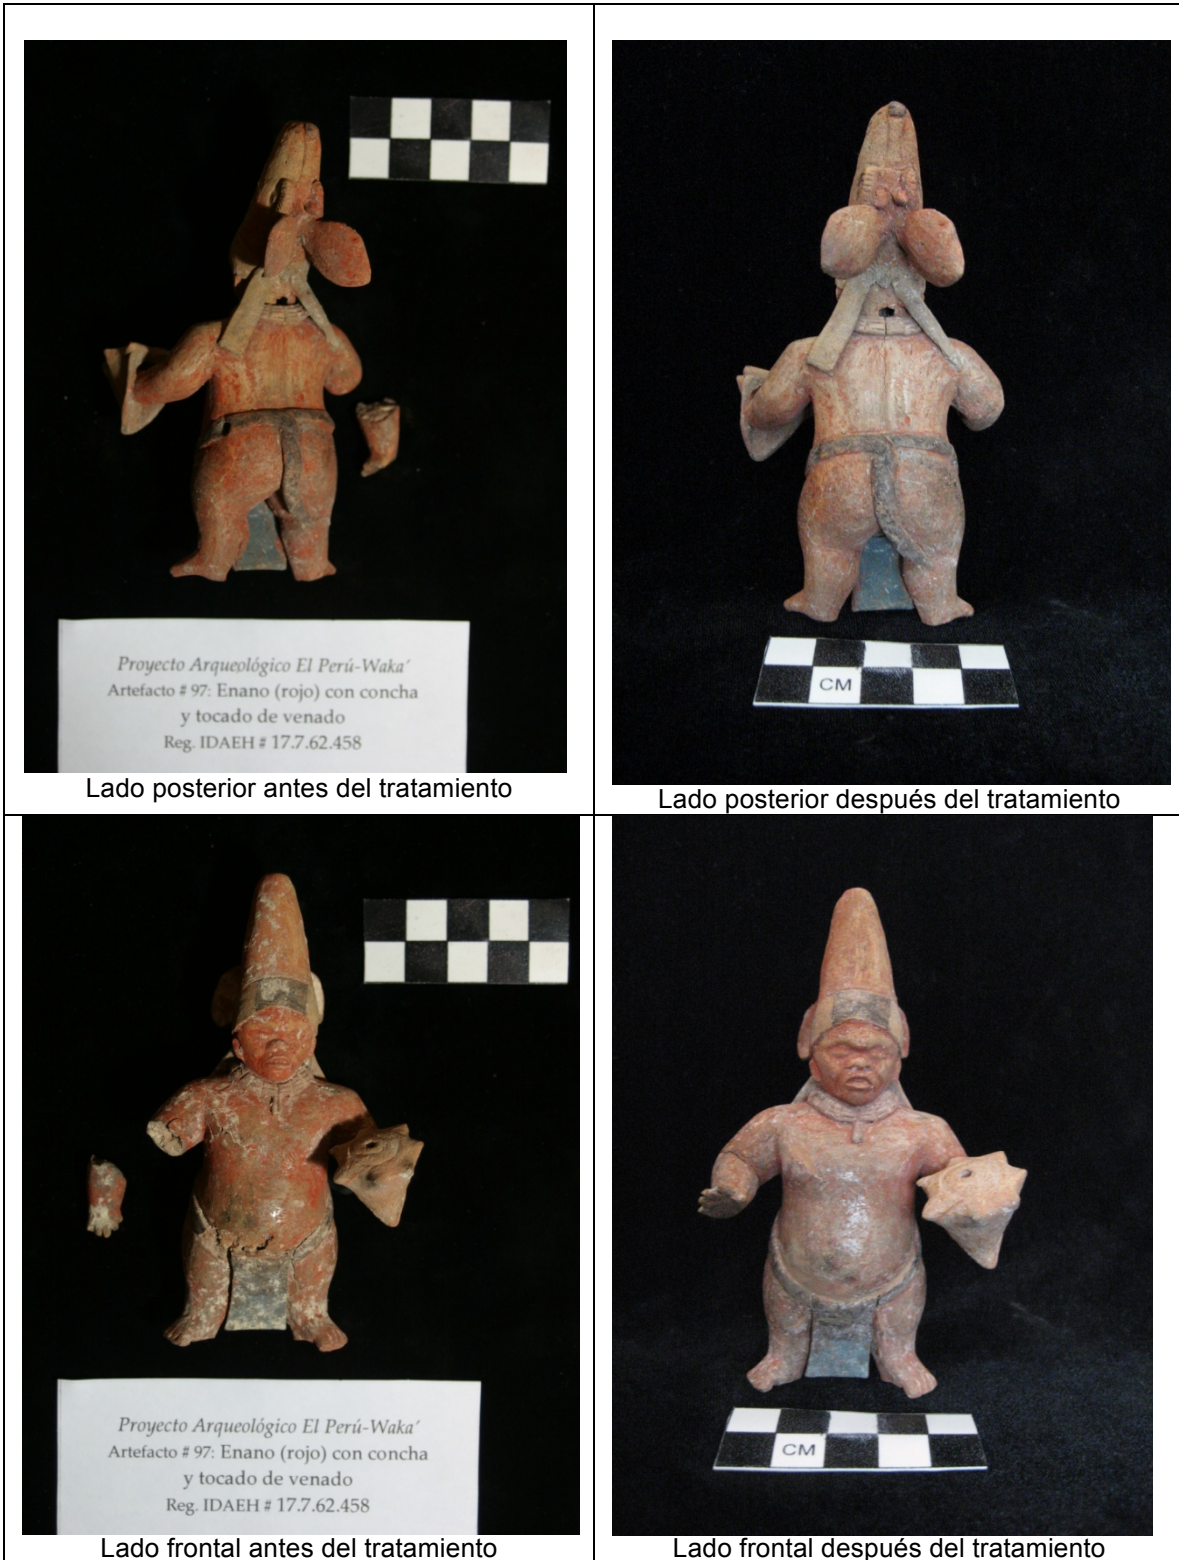 Proyecto Arqueológico El Perú-Waka'
Artefacto # 97: Enano (rojo) con concha
y tocado de venado
Reg. IDAEH # 17.7.62.458
Lado posterior antes del tratamiento
CM
Lado posterior después del tratamiento
Proyecto Arqueológico El Perú-Waka'
Artefacto # 97: Enano (rojo) con concha
y tocado de venado
Reg. IDAEH # 17.7.62.458
Lado frontal antes del tratamiento
CM
Lado frontal después del tratamiento